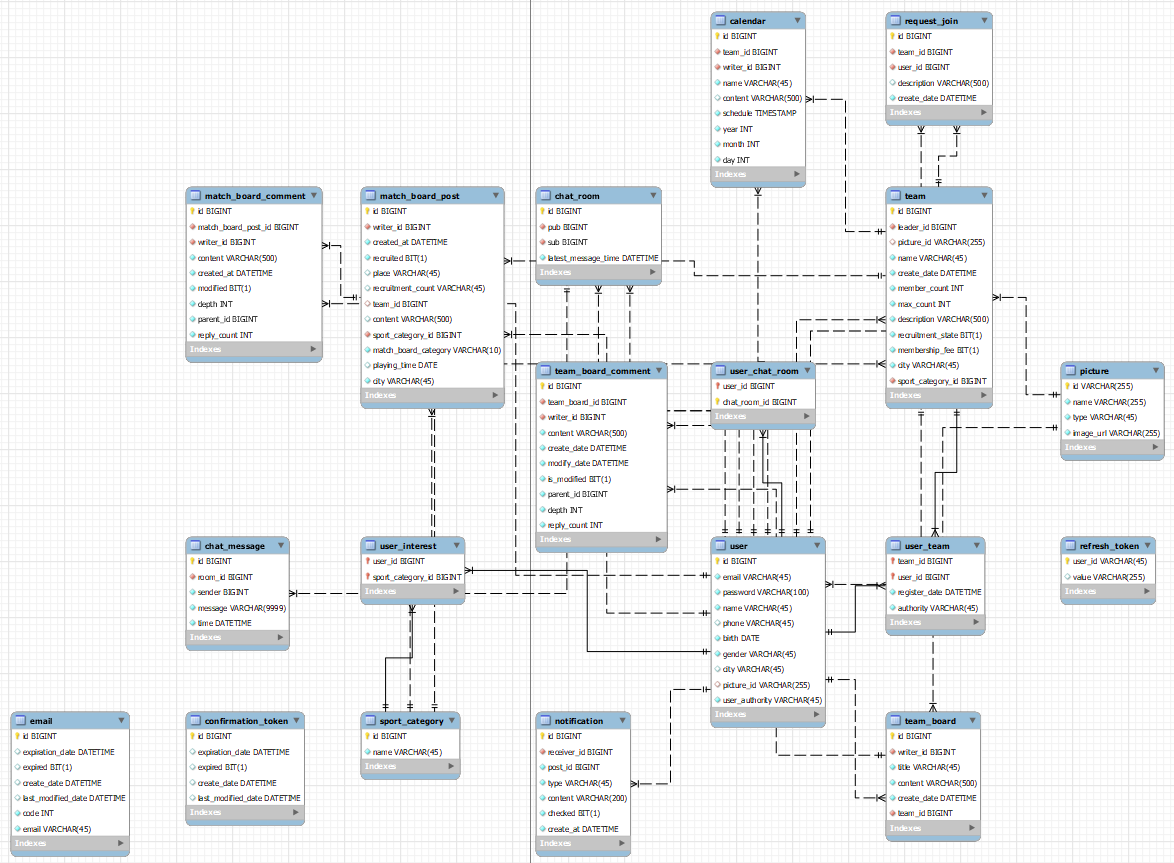 calendar
id BIGINT
team_id BIGINT
writer_id BIGINT
name VARCHAR(45)
content VARCHAR(500)
schedule TIMESTAMP
year INT
month INT
day INT
Indexes
request_join
id BIGINT
team_id BIGINT
user_id BIGINT
description VARCHAR(500)
create_date DATETIME
Indexes
match_board_comment
id BIGINT
match_board_post_id BIGINT
writer_id BIGINT
content VARCHAR(500)
created_at DATETIME
modified BIT(1)
depth INT
parent_id BIGINT
reply_count INT
Indexes
match_board_post
id BIGINT
writer_id BIGINT
created_at DATETIME
recruited BIT(1)
place VARCHAR(45)
recruitment_count VARCHAR(45)
team_id BIGINT
content VARCHAR(500)
sport_category_id BIGINT
match_board_category VARCHAR(10)
playing_time DATE
city VARCHAR(45)
Indexes
chat_room
id BIGINT
pub BIGINT
sub BIGINT
latest_message_time DATETIME
Indexes
team
id BIGINT
leader_id BIGINT
picture_id VARCHAR(255)
name VARCHAR(45)
create_date DATETIME
member_count INT
max_count INT
description VARCHAR(500)
recruitment_state BIT(1)
membership_fee BIT(1)
city VARCHAR(45)
sport_category_id BIGINT
Indexes
team_board_comment
id BIGINT
team_board_id BIGINT
writer_id BIGINT
content VARCHAR(500)
create_date DATETIME
modify_date DATETIME
is_modified BIT(1)
parent_id BIGINT
depth INT
reply_count INT
Indexes
user_chat_room
user_id BIGINT
chat_room_id BIGINT
Indexes
picture
id VARCHAR(255)
name VARCHAR(255)
type VARCHAR(45)
image_url VARCHAR(255)
Indexes
chat_message
id BIGINT
room_id BIGINT
sender BIGINT
message VARCHAR(9999)
time DATETIME
Indexes
user_interest
user_id BIGINT
sport_category_id BIGINT
Indexes
user
id BIGINT
email VARCHAR(45)
password VARCHAR(100)
name VARCHAR(45)
phone VARCHAR(45)
birth DATE
gender VARCHAR(45)
city VARCHAR(45)
picture_id VARCHAR(255)
user_authority VARCHAR(45)
Indexes
user_team
team_id BIGINT
user_id BIGINT
register_date DATETIME
authority VARCHAR(45)
Indexes
refresh_token
user_id VARCHAR(45)
value VARCHAR(255)
Indexes
email
id BIGINT
expiration_date DATETIME
expired BIT(1)
create_date DATETIME
last_modified_date DATETIME
code INT
email VARCHAR(45)
Indexes
confirmation_token
id BIGINT
expiration_date DATETIME
expired BIT(1)
create_date DATETIME
last_modified_date DATETIME
Indexes
sport_category
id BIGINT
name VARCHAR(45)
Indexes
notification
id BIGINT
receiver_id BIGINT
post_id BIGINT
type VARCHAR(45)
content VARCHAR(200)
checked BIT(1)
create_at DATETIME
Indexes
team_board
id BIGINT
writer_id BIGINT
title VARCHAR(45)
content VARCHAR(500)
create_date DATETIME
team_id BIGINT
Indexes